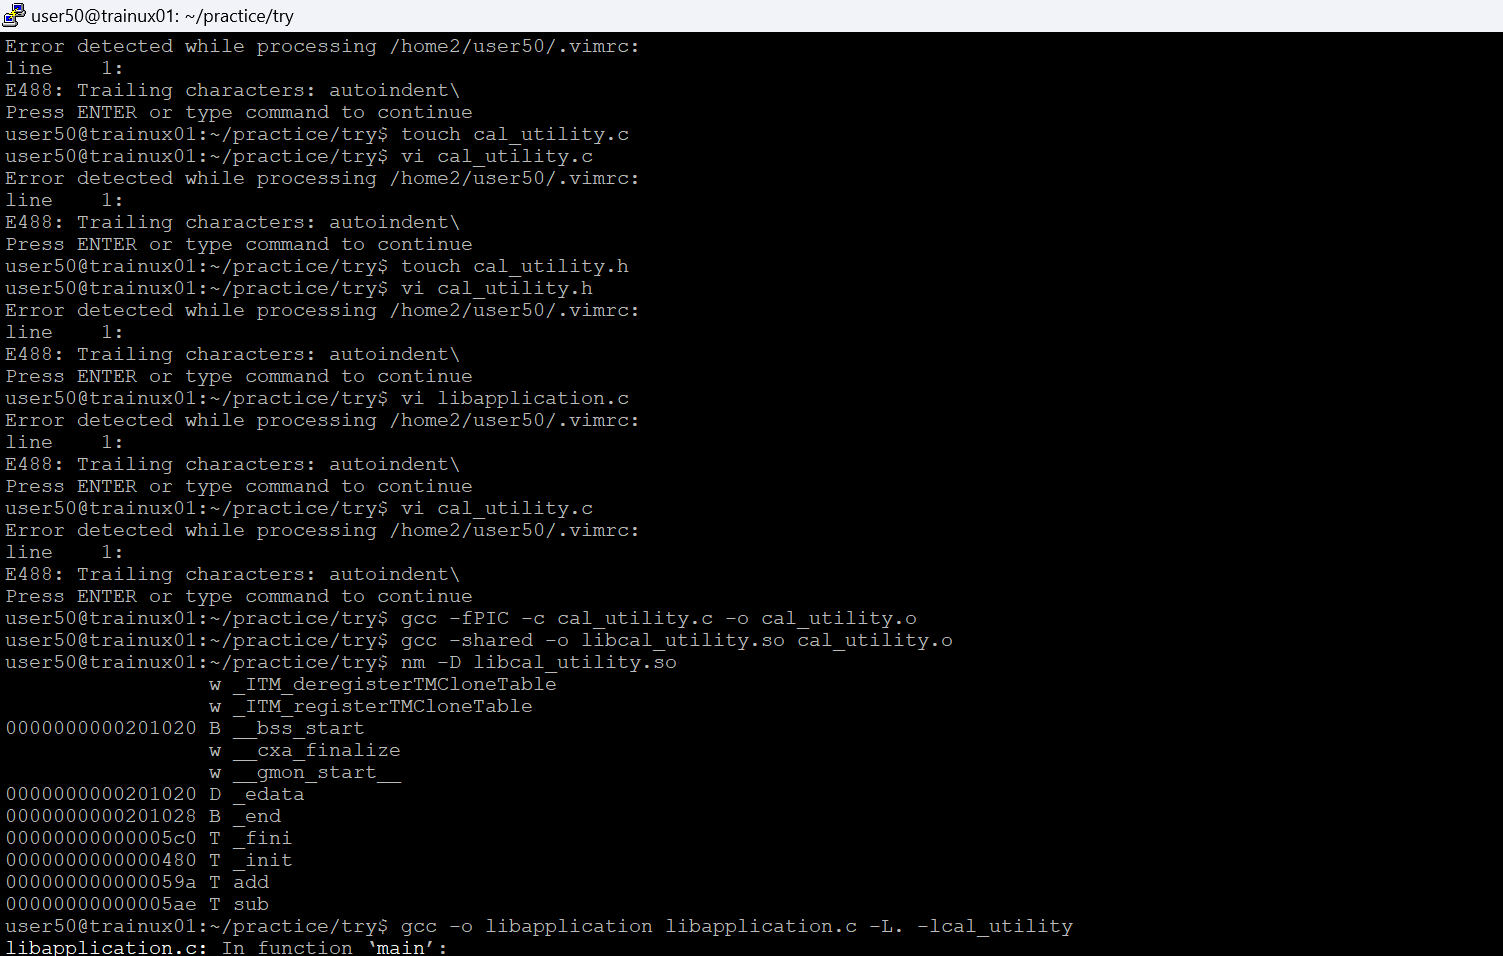 user50@trainux01: ~/practice/try
Error detected while processing /home2/user50/.vimrc:
line    1:
E488: Trailing characters: autoindent\
Press ENTER or type command to continue
user50@trainux01:~/practice/try$ touch cal_utility.c
user50@trainux01:~/practice/try$ vi cal_utility.c
Error detected while processing /home2/user50/.vimrc:
line    1:
E488: Trailing characters: autoindent\
Press ENTER or type command to continue
user50@trainux01:~/practice/try$ touch cal_utility.h
user50@trainux01:~/practice/try$ vi cal_utility.h
Error detected while processing /home2/user50/.vimrc:
line    1:
E488: Trailing characters: autoindent\
Press ENTER or type command to continue
user50@trainux01:~/practice/try$ vi libapplication.c
Error detected while processing /home2/user50/.vimrc:
line    1:
E488: Trailing characters: autoindent\
Press ENTER or type command to continue
user50@trainux01:~/practice/try$ vi cal_utility.c
Error detected while processing /home2/user50/.vimrc:
line    1:
E488: Trailing characters: autoindent\
Press ENTER or type command to continue
user50@trainux01:~/practice/try$ gcc -fPIC -c cal_utility.c -o cal_utility.o
user50@trainux01:~/practice/try$ gcc -shared -o libcal_utility.so cal_utility.o
user50@trainux01:~/practice/try$ nm -D libcal_utility.so
                 w _ITM_deregisterTMCloneTable
                 w _ITM_registerTMCloneTable
0000000000201020 B __bss_start
                 w __cxa_finalize
                 w __gmon_start__
0000000000201020 D _edata
0000000000201028 B _end
00000000000005c0 T _fini
0000000000000480 T _init
000000000000059a T add
00000000000005ae T sub
user50@trainux01:~/practice/try$ gcc -o libapplication libapplication.c -L. -lcal_utility
libapplication.c: In function ‘main’: